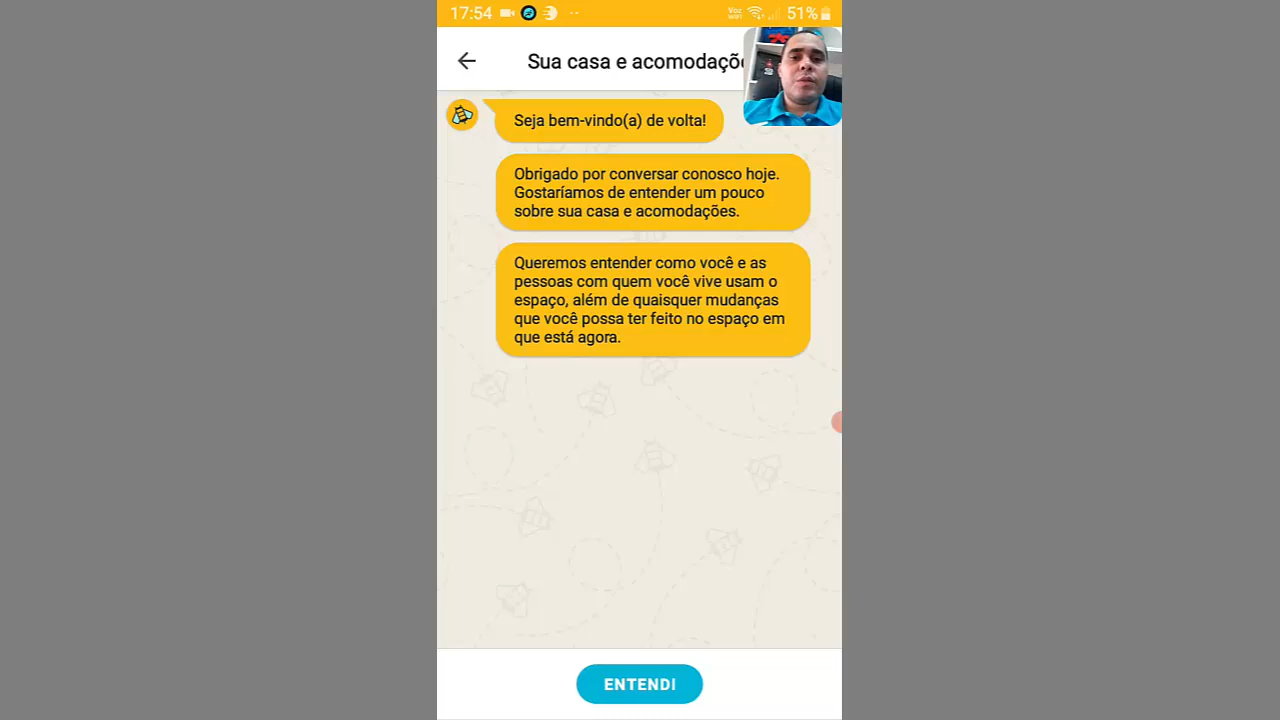 17:54
Voz
WiFi
51%
Sua casa e acomodaçõ
Seja bem-vindo(a) de volta!
Obrigado por conversar conosco hoje.
Gostaríamos de entender um pouco
sobre sua casa e acomodações.
Queremos entender como você e as
pessoas com quem você vive usam o
espaço, além de quaisquer mudanças
que você possa ter feito no espaço em
que está agora.
ENTENDI